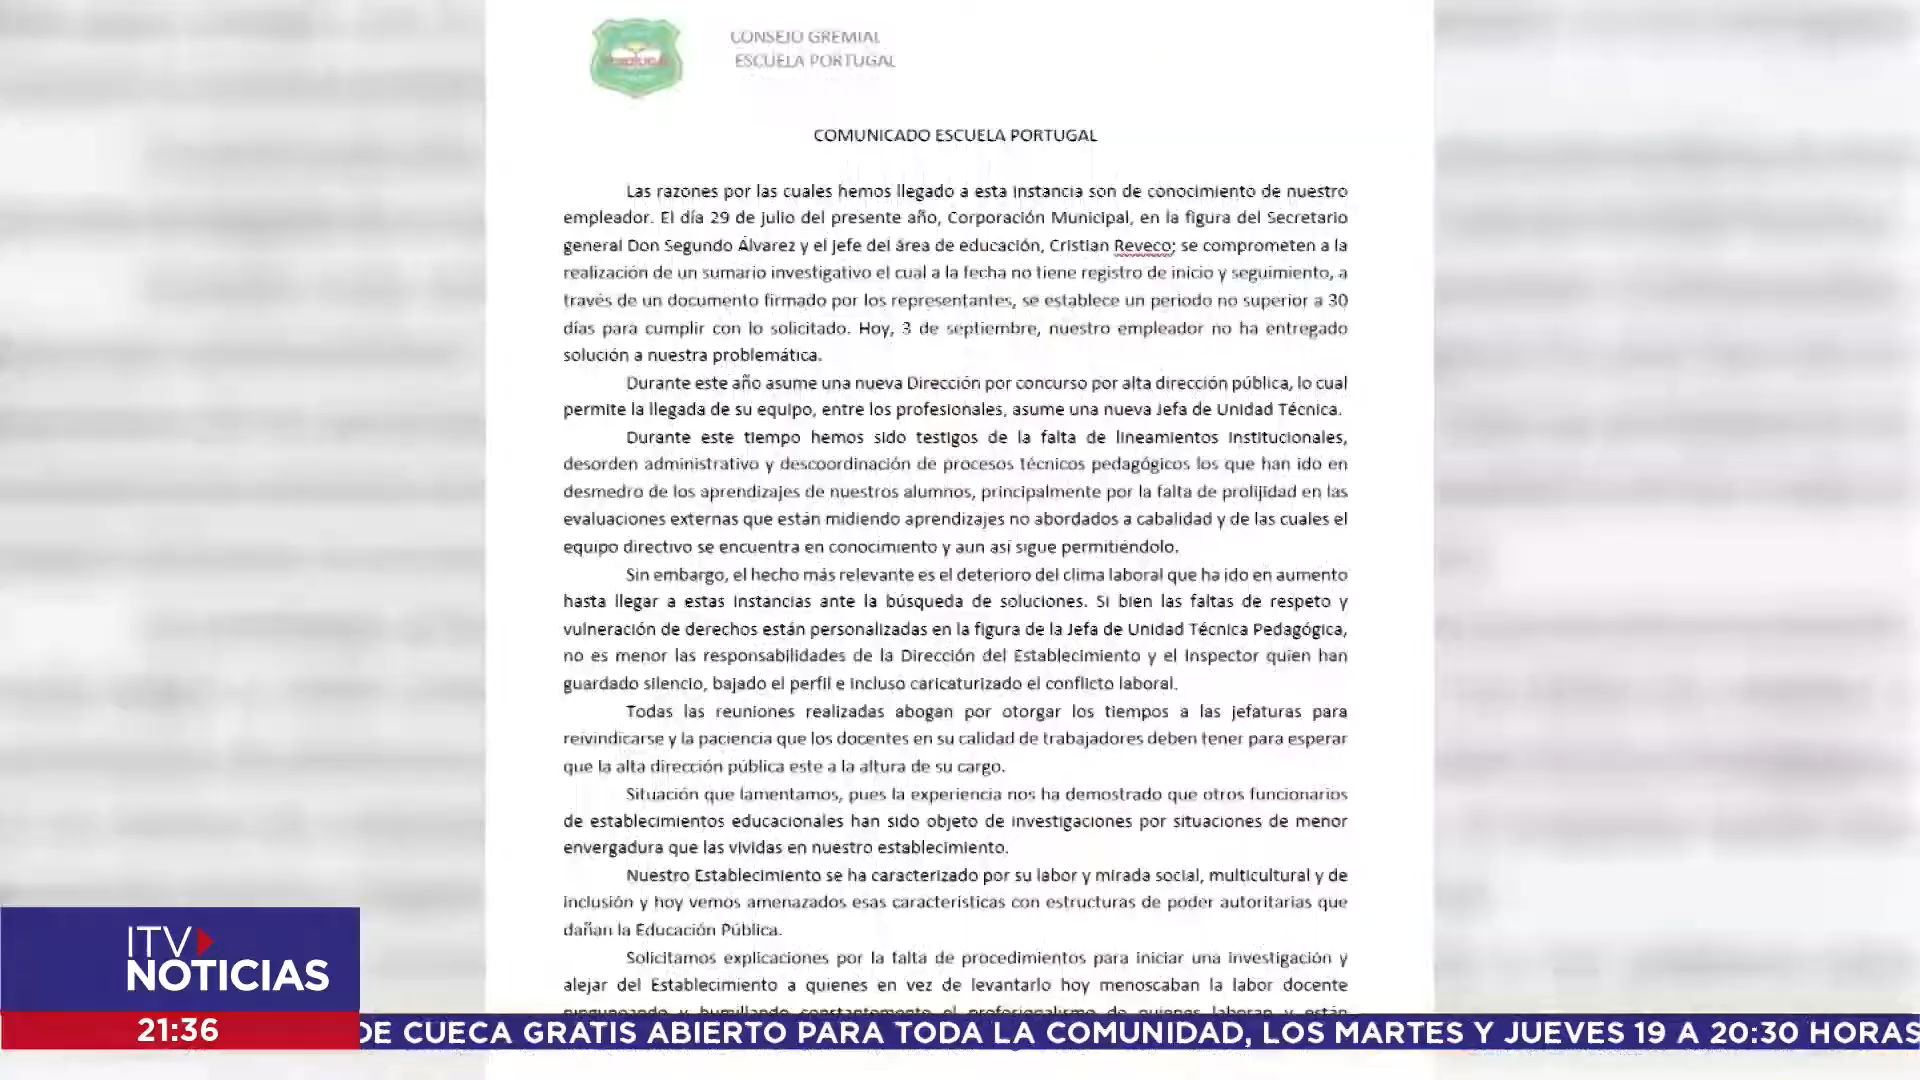 CONSEJO GREMIAL
ESCUELA PORTUGAL
COMUNICADO ESCUELA PORTUGAL
Las razones por las cuales hemos llegado a esta instancia son de conocimiento de nuestro
empleador. El día 29 de julio del presente año, Corporación Municipal, en la figura del Secretario
general Don Segundo Álvarez y el jefe del área de educación, Cristian Reveco; se comprometen a la
realización de un sumario investigativo el cual a la fecha no tiene registro de inicio y seguimiento, a
través de un documento firmado por los representantes, se establece un periodo no superior a 30
días para cumplir con lo solicitado. Hoy, 3 de septiembre, nuestro empleador no ha entregado
solución a nuestra problemática.
Durante este año asume una nueva Dirección por concurso por alta dirección pública, lo cual
permite la llegada de su equipo, entre los profesionales, asume una nueva Jefa de Unidad Técnica.
Durante este tiempo hemos sido testigos de la falta de lineamientos institucionales,
desorden administrativo y descoordinación de procesos técnicos pedagógicos los que han ido en
desmedro de los aprendizajes de nuestros alumnos, principalmente por la falta de prolijidad en las
evaluaciones externas que están midiendo aprendizajes no abordados a cabalidad y de las cuales el
equipo directivo se encuentra en conocimiento y aun así sigue permitiéndolo.
Sin embargo, el hecho más relevante es el deterioro del clima laboral que ha ido en aumento
hasta llegar a estas instancias ante la búsqueda de soluciones. Si bien las faltas de respeto y
vulneración de derechos están personalizadas en la figura de la Jefa de Unidad Técnica Pedagógica,
no es menor las responsabilidades de la Dirección del Establecimiento y el Inspector quien han
guardado silencio, bajado el perfil e incluso caricaturizado el conflicto laboral.
Todas las reuniones realizadas abogan por otorgar los tiempos a las jefaturas para
reivindicarse y la paciencia que los docentes en su calidad de trabajadores deben tener para esperar
que la alta dirección pública este a la altura de su cargo.
Situación que lamentamos, pues la experiencia nos ha demostrado que otros funcionarios
de establecimientos educacionales han sido objeto de investigaciones por situaciones de menor
envergadura que las vividas en nuestro establecimiento.
Nuestro Establecimiento se ha caracterizado por su labor y mirada social, multicultural y de
inclusión y hoy vemos amenazados esas características con estructuras de poder autoritarias que
dañan la Educación Pública.
Solicitamos explicaciones por la falta de procedimientos para iniciar una investigación y
alejar del Establecimiento a quienes en vez de levantarlo hoy menoscaban la labor docente
ninguneando y humillando constantemente el profesionalismo de quienes laboran y están
ITV
NOTICIAS
21:36
DE CUECA GRATIS ABIERTO PARA TODA LA COMUNIDAD, LOS MARTES Y JUEVES 19 A 20:30 HORAS